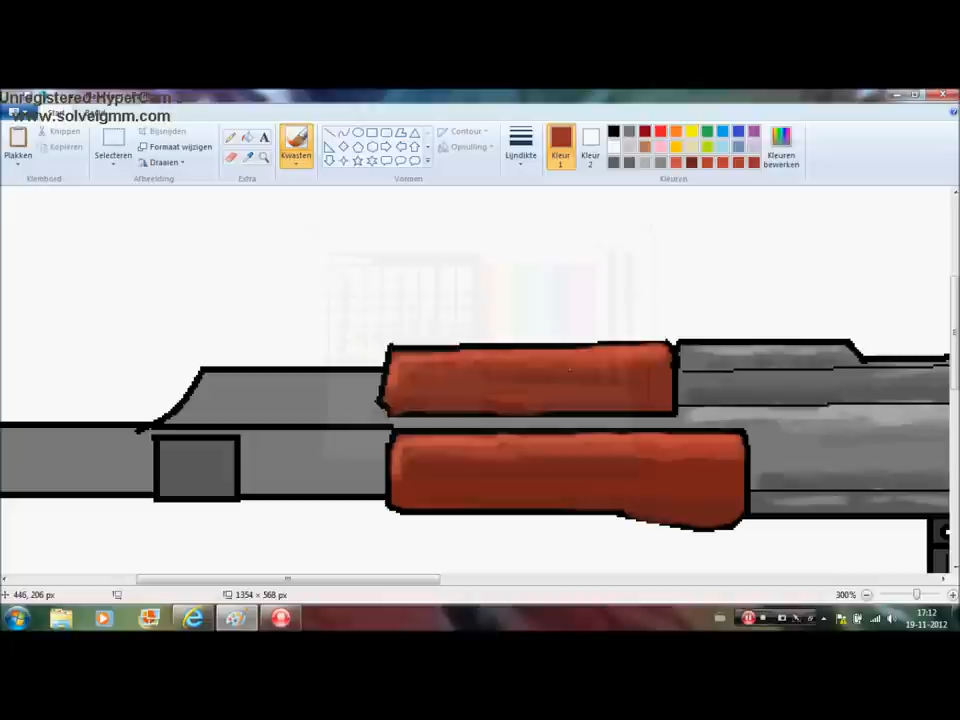 Unregistered HyperCam
www.solveigmm.com
Plakken
Knippen
Kopiëren
Klembord
Selecteren
Bijsnijden
Formaat wijzigen
Draaien
Afbeelding
A
Extra
Kwasten
Vormen
Contour
Opvulling
Lijndikte
Kleur 1
Kleur 2
Kleuren bewerken
Kleuren
446, 206 px
1354 × 568 px
300%
17:12
19-11-2012